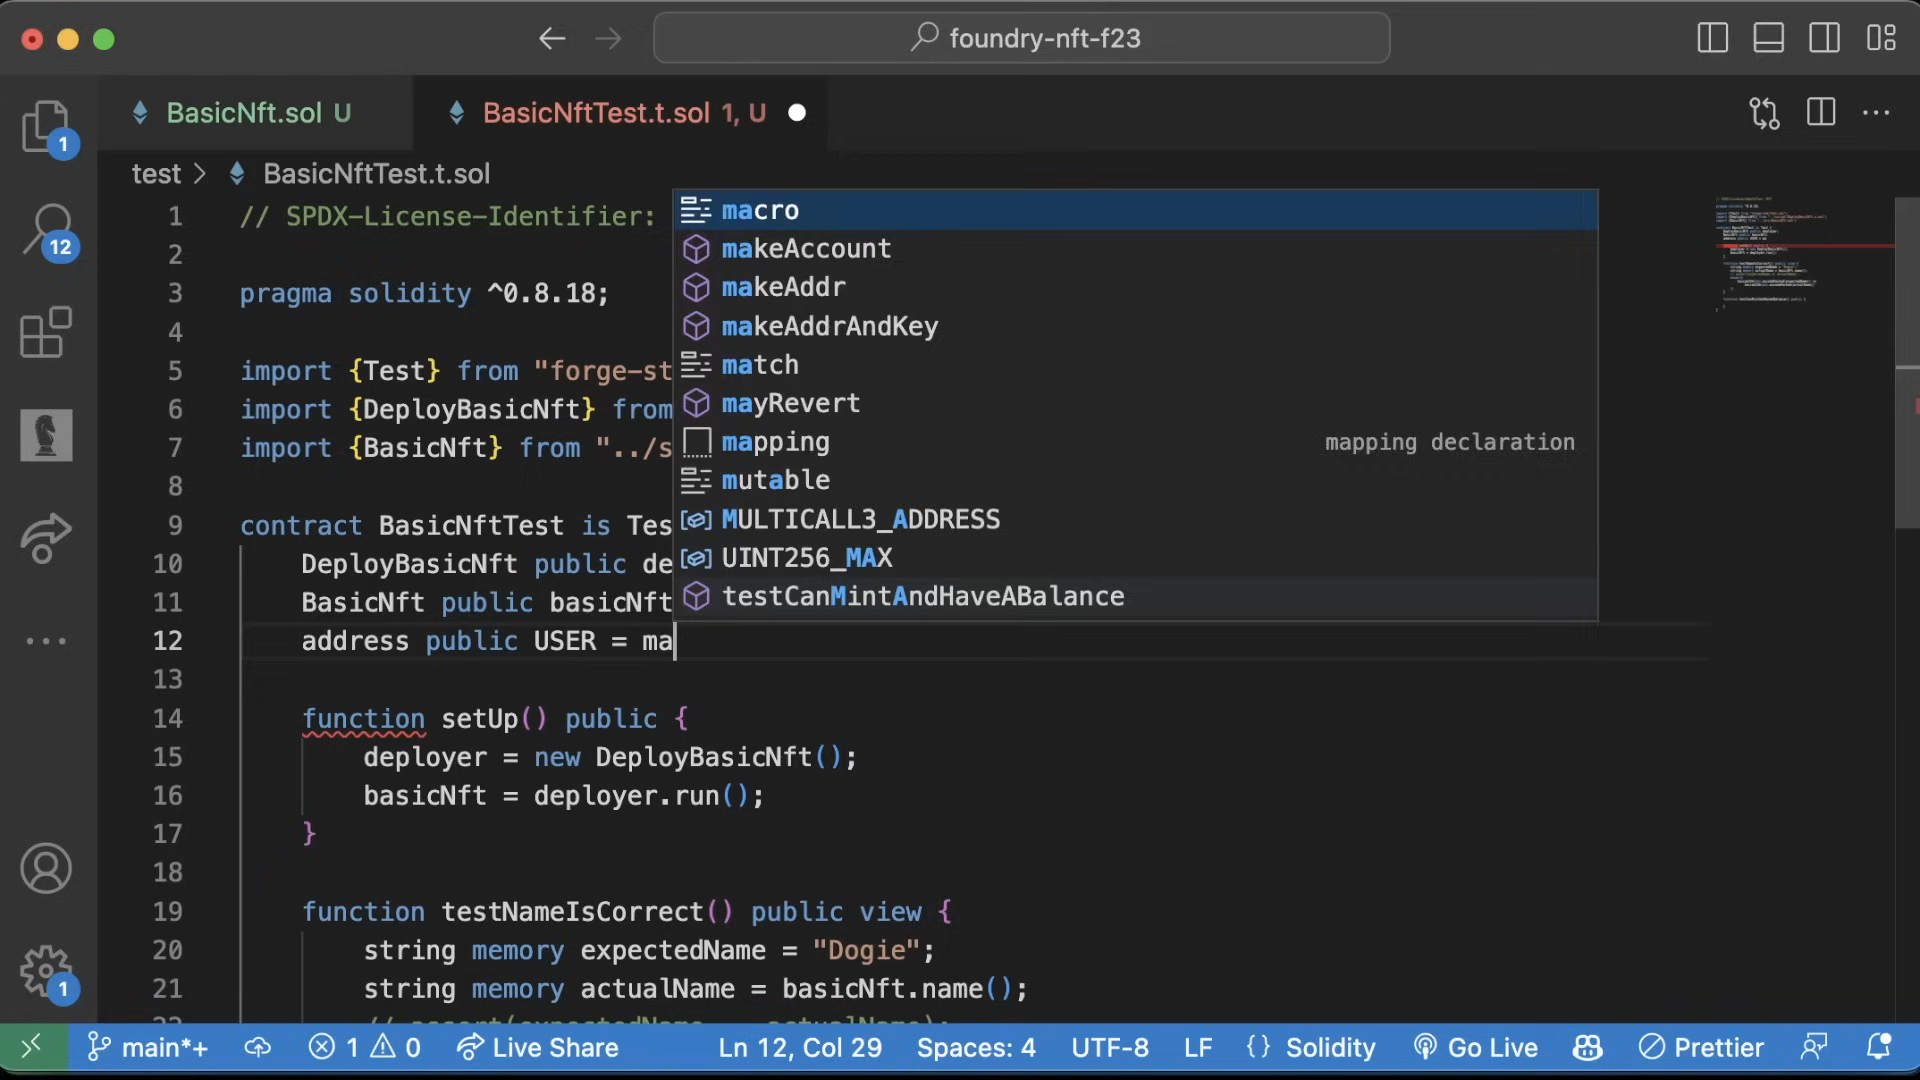 foundry-nft-f23
BasicNft.sol U
BasicNftTest.t.sol 1, U
test > BasicNftTest.t.sol
1
12
1
1 // SPDX-License-Identifier:
2
3 pragma solidity ^0.8.18;
4
5 import {Test} from "forge-st
6 import {DeployBasicNft} from
7 import {BasicNft} from "../s
8
9 contract BasicNftTest is Tes
10 DeployBasicNft public de
11 BasicNft public basicNft
12 address public USER = ma
13
14 function setUp() public {
15 deployer = new DeployBasicNft();
16 basicNft = deployer.run();
17 }
18
19 function testNameIsCorrect() public view {
20 string memory expectedName = "Dogie";
21 string memory actualName = basicNft.name();
macro
makeAccount
makeAddr
makeAddrAndKey
match
mayRevert
mapping mapping declaration
mutable
MULTICALL3_ADDRESS
UINT256_MAX
testCanMintAndHaveABalance
main*+ 1 0 Live Share Ln 12, Col 29 Spaces: 4 UTF-8 LF {} Solidity Go Live Prettier